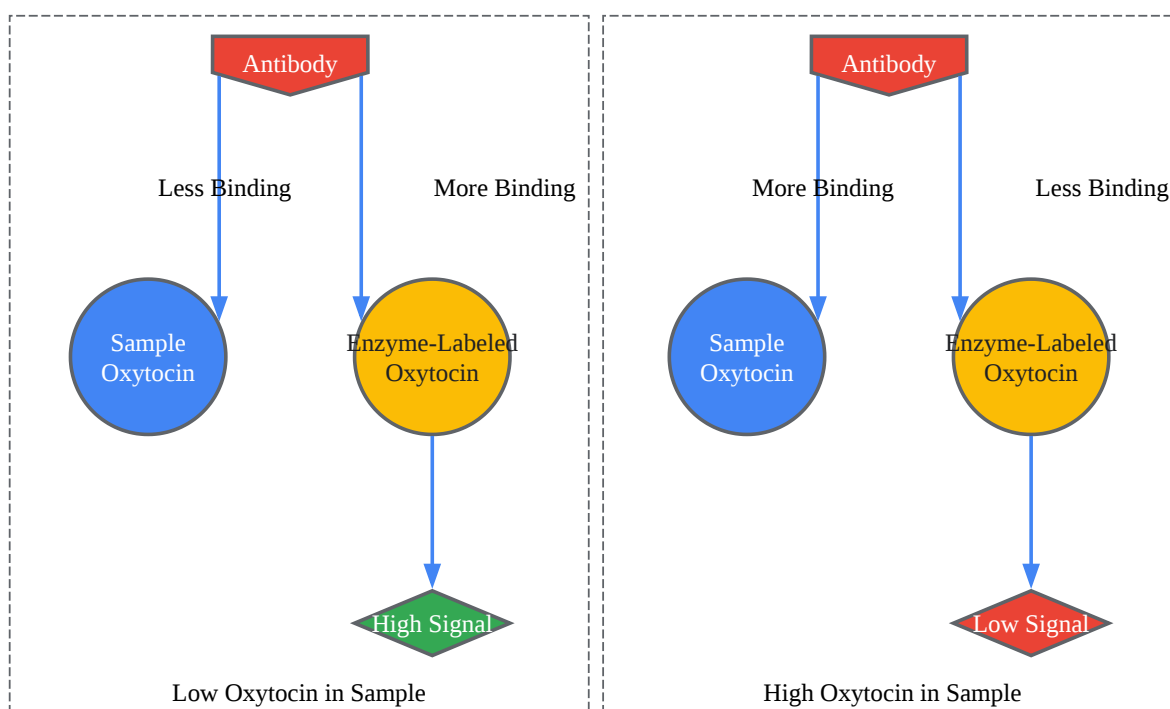 Antibody
Less Binding
More Binding
Sample
Oxytocin
Enzyme-Labeled
Oxytocin
High Signal
Low Oxytocin in Sample
Antibody
More Binding
Less Binding
Sample
Oxytocin
Enzyme-Labeled
Oxytocin
Low Signal
High Oxytocin in Sample